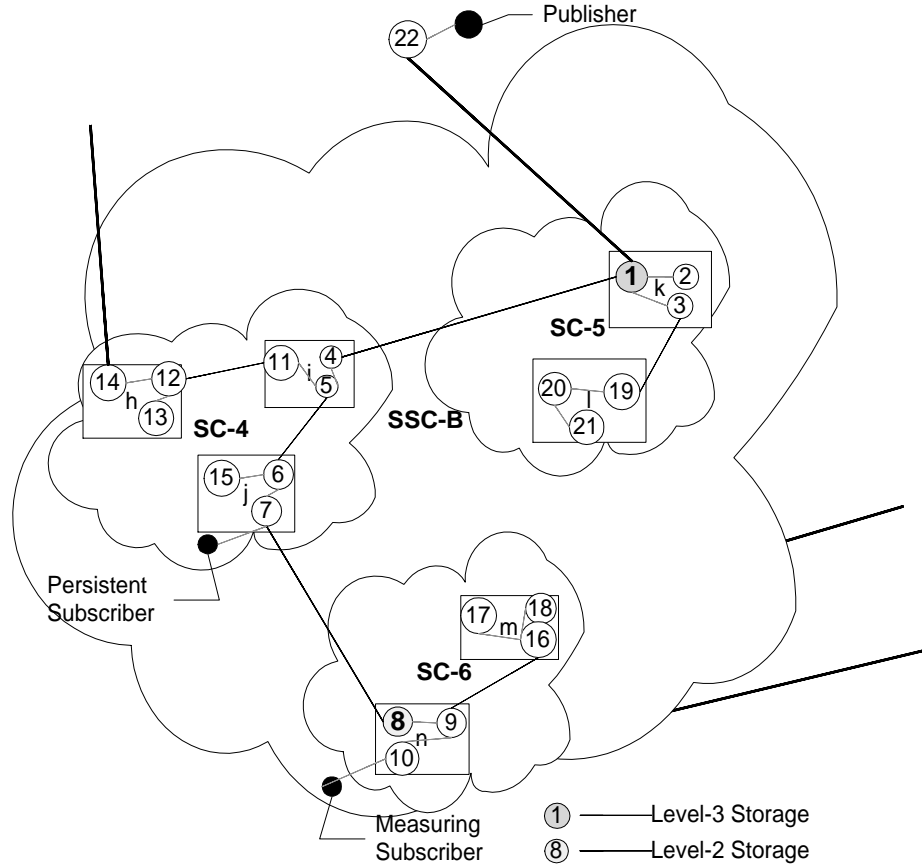 Publisher
22
1
2
k
3
SC-5
4
11
i
5
14
12
h
13
20
19
l
21
SC-4
SSC-B
15
6
j
7
Persistent
Subscriber
17
18
m
16
SC-6
8
9
n
10
Measuring
Subscriber
1 Level-3 Storage
8 Level-2 Storage